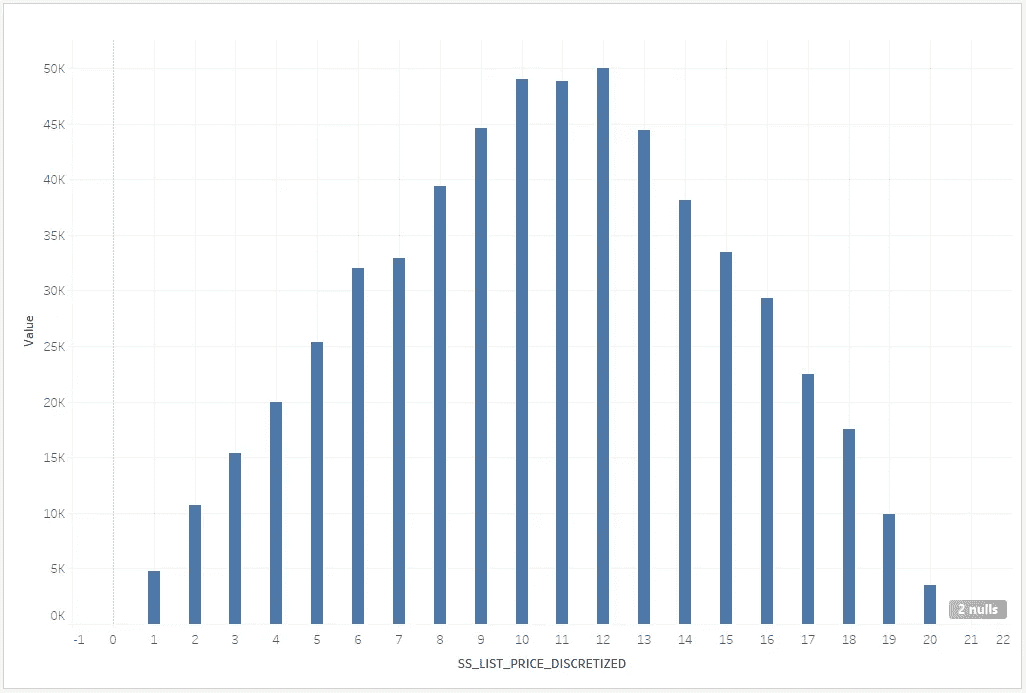 50K
45K
40K
35K
30K
25K
20K
15K
10K
5K
0K
Value
-1 0 1 2 3 4 5 6 7 8 9 10 11 12 13 14 15 16 17 18 19 20 21 22
2 nulls
SS_LIST_PRICE_DISCRETIZED